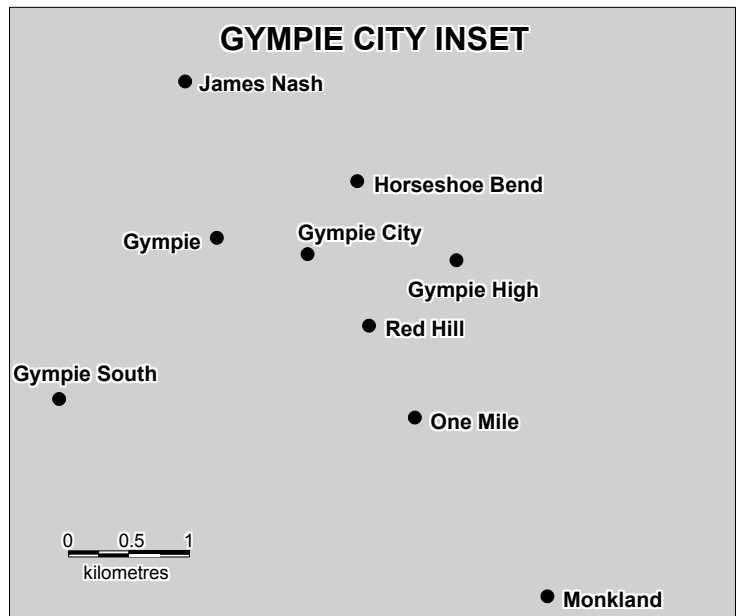 GYMPIE CITY INSET
James Nash
Horseshoe Bend
Gympie City
Gympie
Gympie High
Red Hill
Gympie South
One Mile
0 0.5 1
kilometres
Monkland